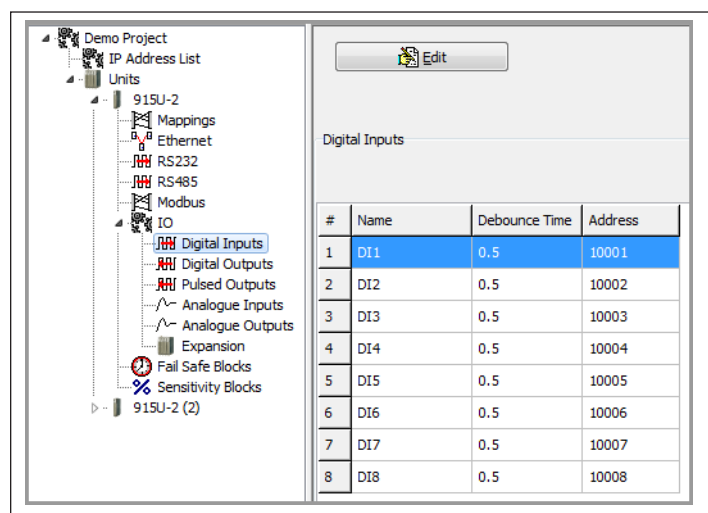 Demo Project
IP Address List
Units
915U-2
Mappings
Ethernet
RS232
RS485
Modbus
IO
Digital Inputs
Digital Outputs
Pulsed Outputs
Analogue Inputs
Analogue Outputs
Expansion
Fail Safe Blocks
Sensitivity Blocks
915U-2 (2)
Edit
Digital Inputs
# Name Debounce Time Address
1 DI1 0.5 10001
2 DI2 0.5 10002
3 DI3 0.5 10003
4 DI4 0.5 10004
5 DI5 0.5 10005
6 DI6 0.5 10006
7 DI7 0.5 10007
8 DI8 0.5 10008